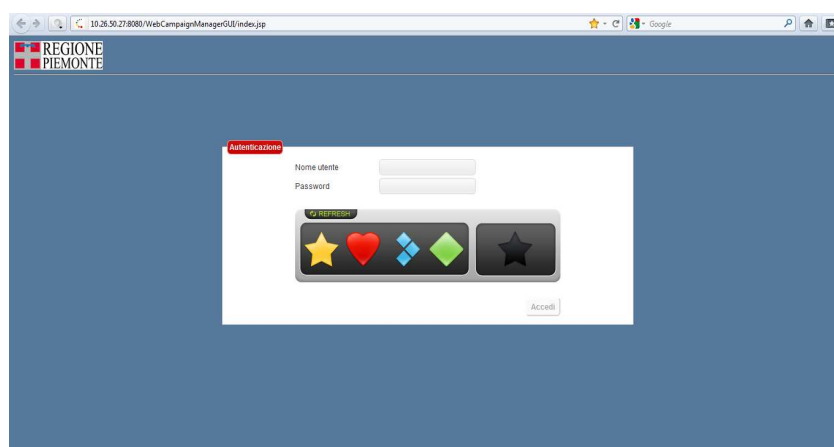 10.26.50.27:8080/WebCampaignManagerGUI/index.jsp
Google
REGIONE
PIEMONTE
Autenticazione
Nome utente
Password
REFRESH
Accedi